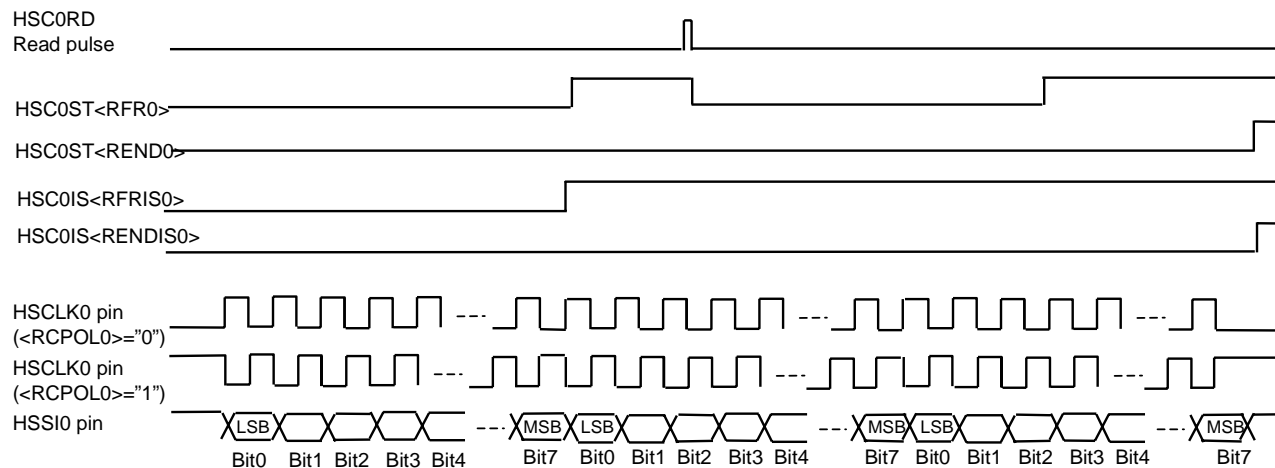 HSC0RD
Read pulse
HSC0ST<RFR0>
HSC0ST<REND0>
HSC0IS<RFRIS0>
HSC0IS<RENDIS0>
HSCLK0 pin
(<RCPOL0>="0")
HSCLK0 pin
(<RCPOL0>="1")
HSSI0 pin
LSB MSB LSB MSB LSB MSB
Bit0 Bit1 Bit2 Bit3 Bit4 Bit7 Bit0 Bit1 Bit2 Bit3 Bit4 Bit7 Bit0 Bit1 Bit2 Bit3 Bit4 Bit7